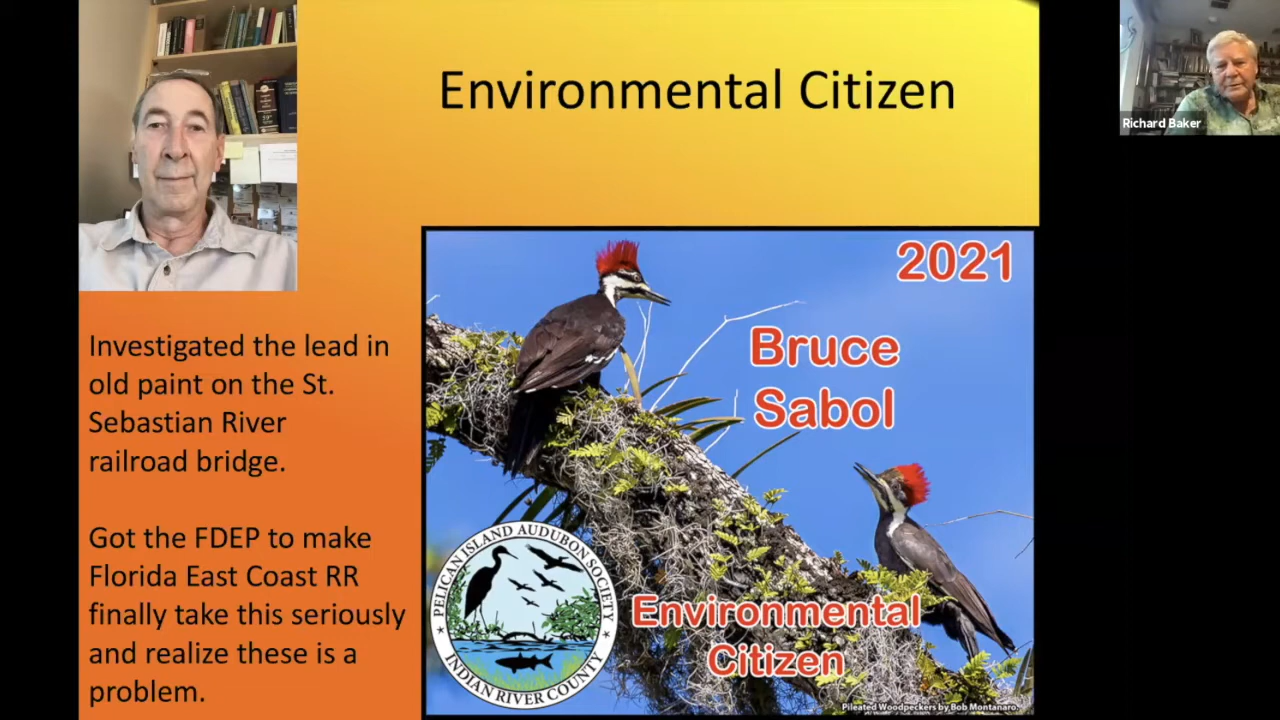 Environmental Citizen
Richard Baker
2021
Bruce
Sabol
Investigated the lead in
old paint on the St.
Sebastian River
railroad bridge.
Got the FDEP to make
Florida East Coast RR
finally take this seriously
and realize these is a
problem.
PELICAN ISLAND AUDUBON SOCIETY
INDIAN RIVER COUNTY
Environmental
Citizen
Pileated Woodpeckers by Bob Montanaro.